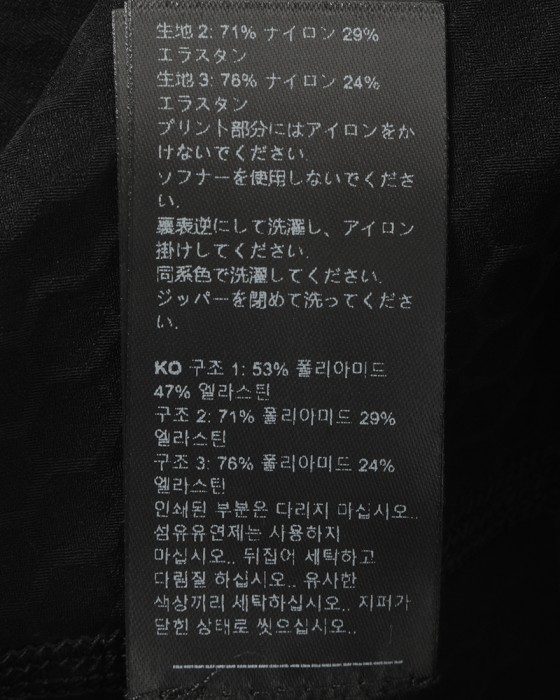 生地 2: 71% ナイロン 29%
エラスタン
生地 3: 76% ナイロン 24%
エラスタン
プリント部分にはアイロンをか
けないでください.
ソフナーを使用しないでくださ
い.
裏表逆にして洗濯し、アイロン
掛けしてください.
同系色で洗濯してください.
ジッパーを閉めて洗ってくださ
い.
KO 구조 1: 53% 폴리아미드
47% 엘라스틴
구조 2: 71% 폴리아미드 29%
엘라스틴
구조 3: 76% 폴리아미드 24%
엘라스틴
인쇄된 부분은 다리지 마십시오..
섬유유연제는 사용하지
마십시오.. 뒤집어 세탁하고
다림질 하십시오.. 유사한
색상끼리 세탁하십시오.. 지퍼가
닫힌 상태로 씻으십시오..